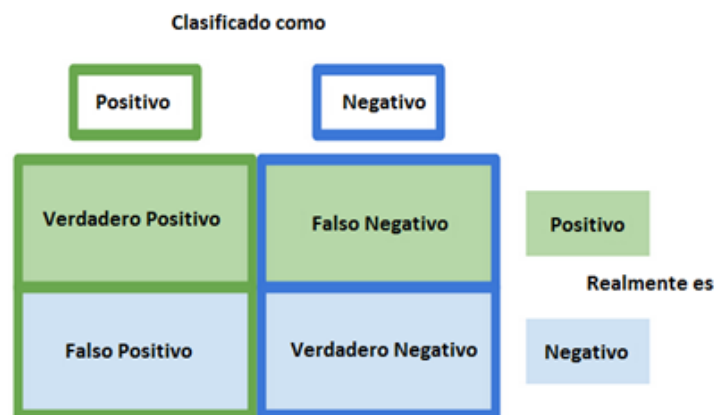 Clasificado como
Positivo
Negativo
Verdadero Positivo
Falso Negativo
Positivo
Realmente es
Falso Positivo
Verdadero Negativo
Negativo